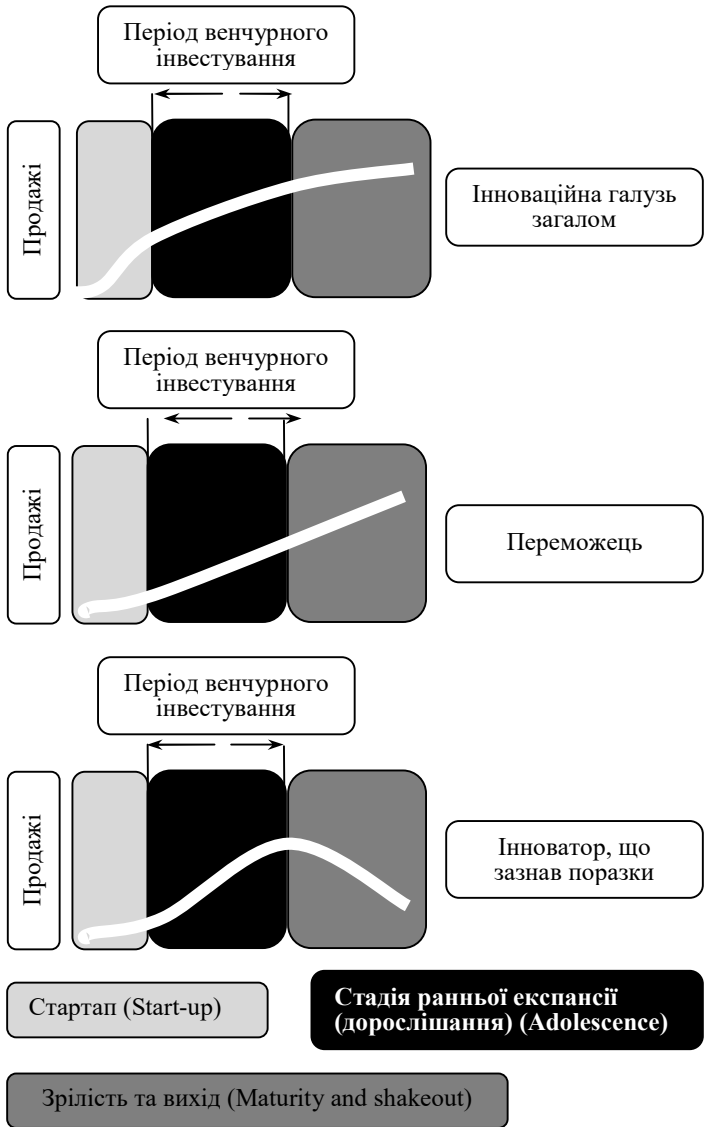 Період венчурного
інвестування
Продажі
Інноваційна галузь
загалом
Період венчурного
інвестування
Продажі
Переможець
Період венчурного
інвестування
Продажі
Інноватор, що
зазнав поразки
Стартап (Start-up)
Стадія ранньої експансії
(дорослішання) (Adolescence)
Зрілість та вихід (Maturity and shakeout)